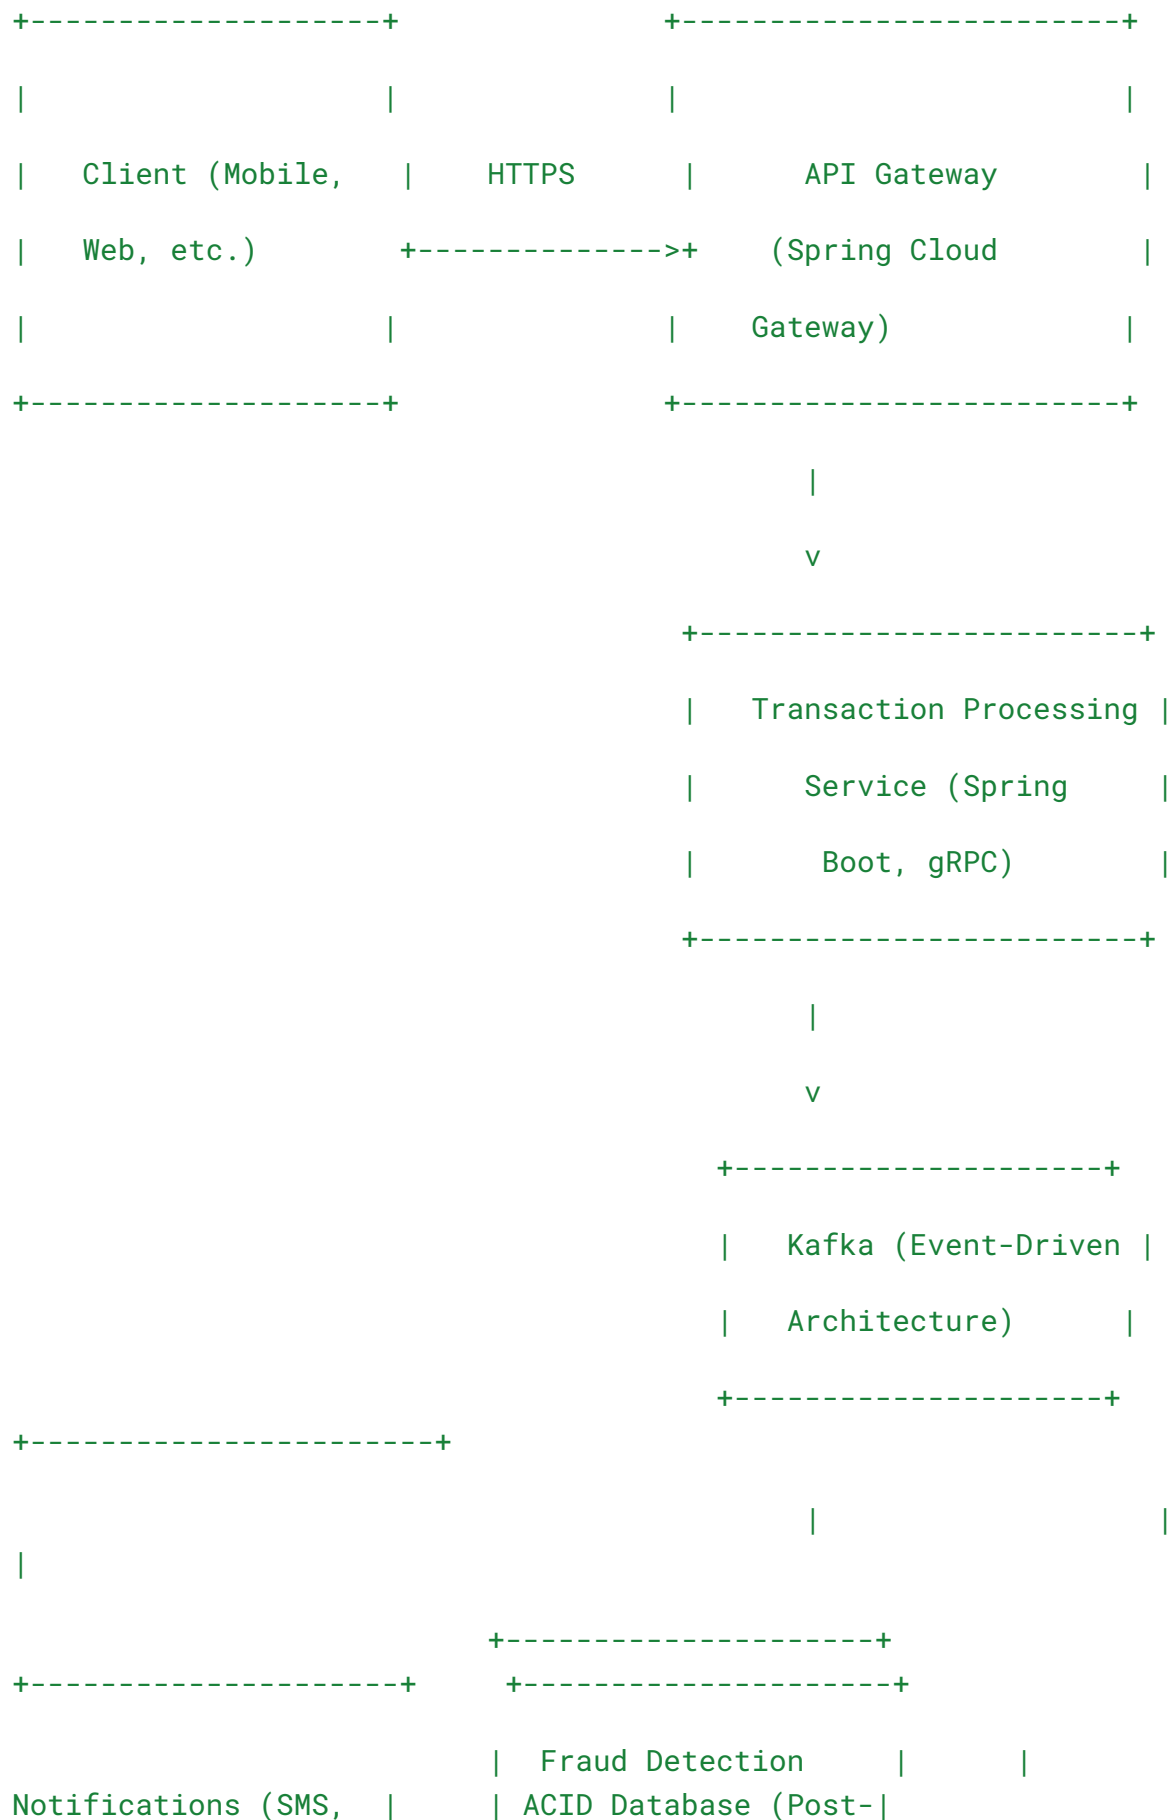 +--------------------+ +-------------------------+
| | | |
| Client (Mobile, | HTTPS | API Gateway |
| Web, etc.) +-------------->+ (Spring Cloud |
| | | Gateway) |
+--------------------+ +-------------------------+
|
v
+-------------------------+
| Transaction Processing |
| Service (Spring |
| Boot, gRPC) |
+-------------------------+
|
v
+---------------------+
| Kafka (Event-Driven |
| Architecture) |
+---------------------+
+-----------------------+
| |
|
+---------------------+
+---------------------+ +---------------------+
| Fraud Detection | |
Notifications (SMS, | | ACID Database (Post-|